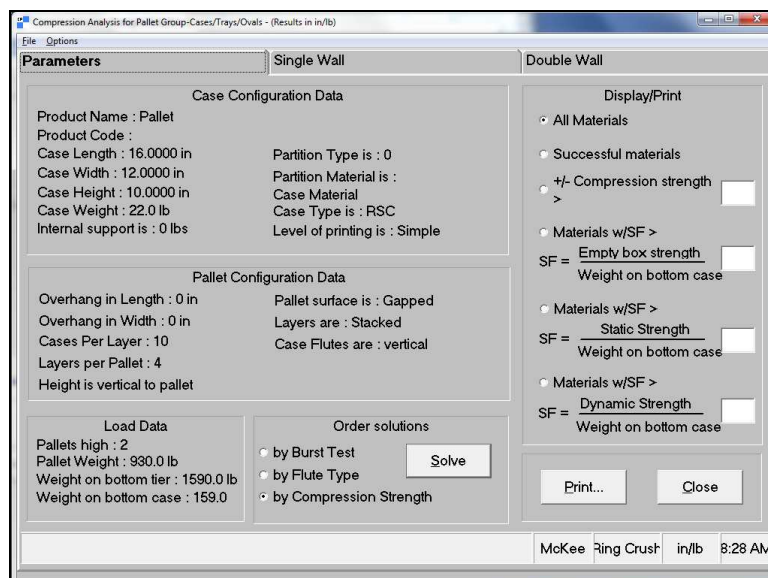 Compression Analysis for Pallet Group-Cases/Trays/Ovals - (Results in in/lb)
File Options
Parameters
Single Wall
Double Wall
Case Configuration Data
Product Name : Pallet
Product Code :
Case Length : 16.0000 in
Case Width : 12.0000 in
Case Height : 10.0000 in
Case Weight : 22.0 lb
Internal support is : 0 lbs
Partition Type is : 0
Partition Material is :
Case Material
Case Type is : RSC
Level of printing is : Simple
Pallet Configuration Data
Overhang in Length : 0 in
Overhang in Width : 0 in
Cases Per Layer : 10
Layers per Pallet : 4
Height is vertical to pallet
Pallet surface is : Gapped
Layers are : Stacked
Case Flutes are : vertical
Load Data
Pallets high : 2
Pallet Weight : 930.0 lb
Weight on bottom tier : 1590.0 lb
Weight on bottom case : 159.0
Order solutions
by Burst Test
by Flute Type
by Compression Strength
Solve
Display/Print
All Materials
Successful materials
+/- Compression strength
>
Materials w/SF >
SF = Empty box strength
Weight on bottom case
Materials w/SF >
SF = Static Strength
Weight on bottom case
Materials w/SF >
SF = Dynamic Strength
Weight on bottom case
Print...
Close
McKee Ring Crush in/lb 8:28 AM